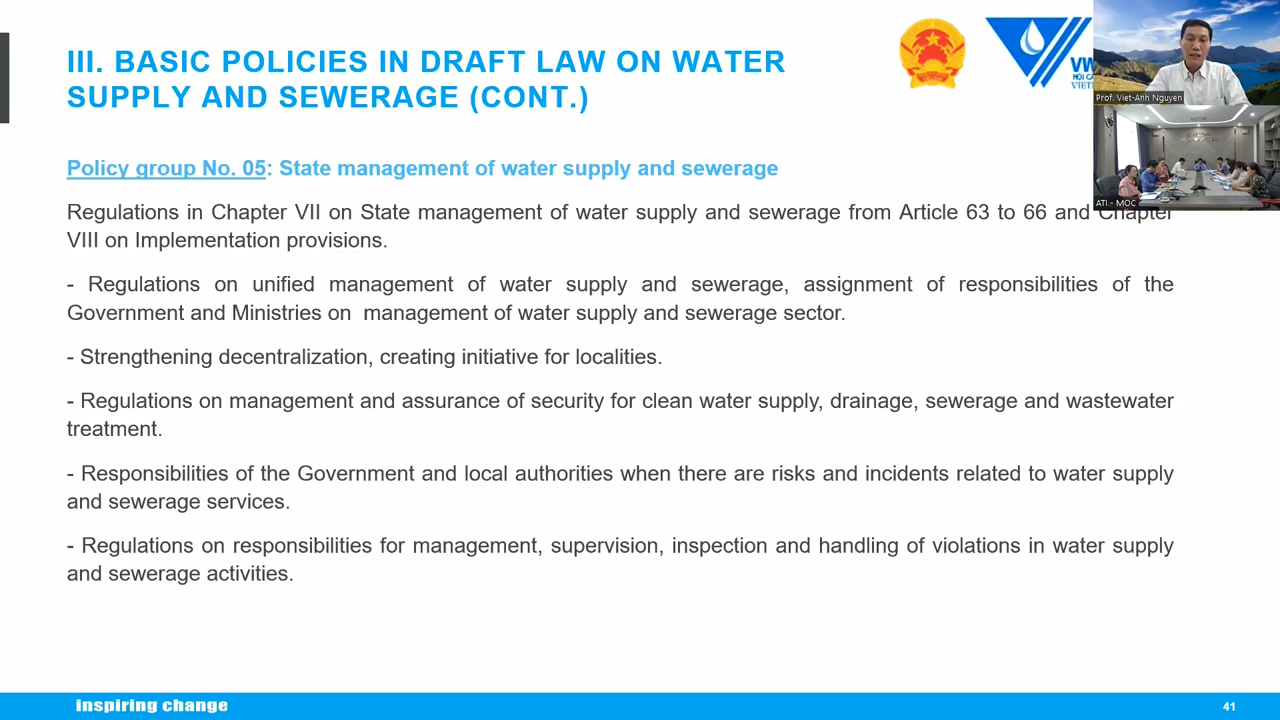 III. BASIC POLICIES IN DRAFT LAW ON WATER
SUPPLY AND SEWERAGE (CONT.)
Policy group No. 05: State management of water supply and sewerage
Regulations in Chapter VII on State management of water supply and sewerage from Article 63 to 66 and Chapter
VIII on Implementation provisions.
- Regulations on unified management of water supply and sewerage, assignment of responsibilities of the
Government and Ministries on management of water supply and sewerage sector.
- Strengthening decentralization, creating initiative for localities.
- Regulations on management and assurance of security for clean water supply, drainage, sewerage and wastewater
treatment.
- Responsibilities of the Government and local authorities when there are risks and incidents related to water supply
and sewerage services.
- Regulations on responsibilities for management, supervision, inspection and handling of violations in water supply
and sewerage activities.
VW
HỘI CẤ
VIET
Prof. Viet-Anh Nguyen
ATI - MOC
inspiring change
41